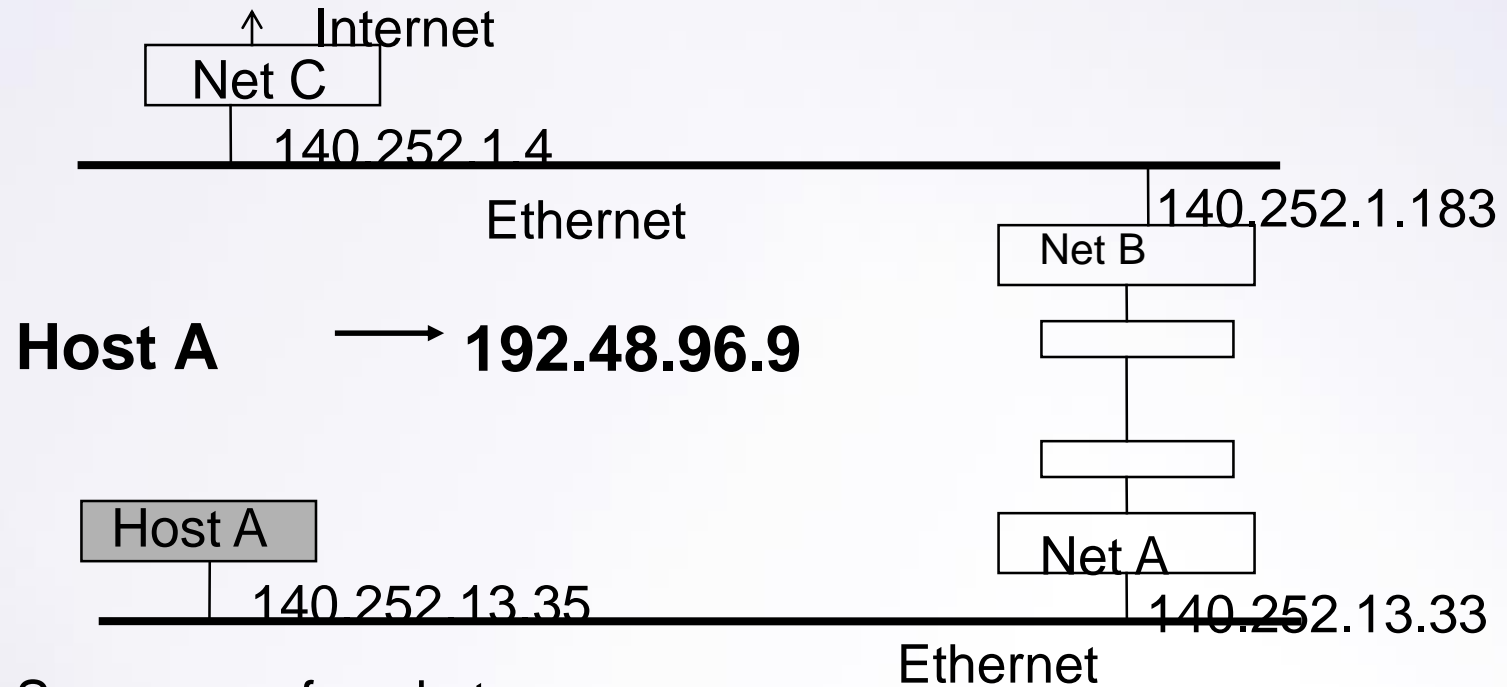 Internet
Net C
140.252.1.4
Ethernet
140.252.1.183
Net B
Host A 192.48.96.9
Host A
Net A
140.252.13.35
140.252.13.33
Ethernet